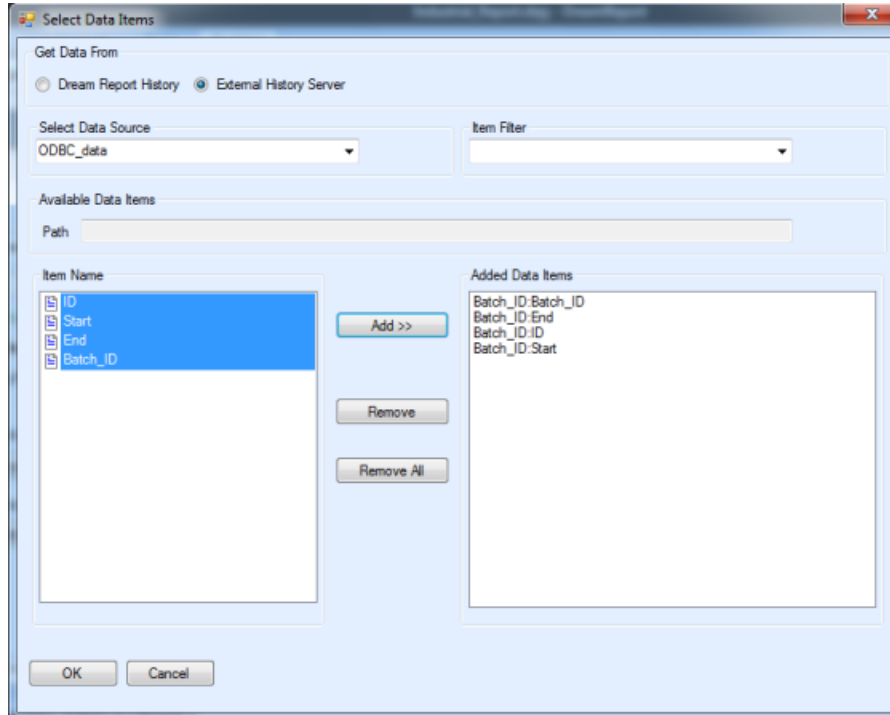 Select Data Items
Get Data From
Dream Report History External History Server
Select Data Source
ODBC_data
Item Filter
Available Data Items
Path
Item Name
ID
Start
End
Batch_ID
Add >>
Remove
Remove All
Added Data Items
Batch_ID:Batch_ID
Batch_ID:End
Batch_ID:ID
Batch_ID:Start
OK Cancel